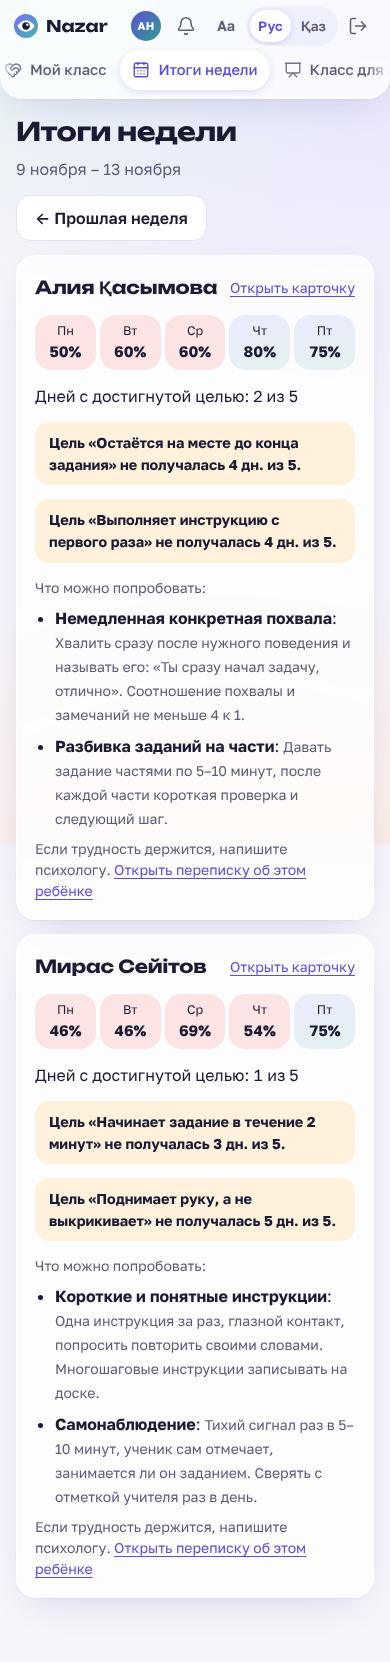 Nazar АН Аа Рус Қаз
Мой класс Итоги недели Класс для
Итоги недели
9 ноября – 13 ноября
← Прошлая неделя
Алия Қасымова Открыть карточку
Пн Вт Ср Чт Пт
50% 60% 60% 80% 75%
Дней с достигнутой целью: 2 из 5
Цель «Остаётся на месте до конца
задания» не получалась 4 дн. из 5.
Цель «Выполняет инструкцию с
первого раза» не получалась 4 дн. из 5.
Что можно попробовать:
• Немедленная конкретная похвала:
Хвалить сразу после нужного поведения и
называть его: «Ты сразу начал задачу,
отлично». Соотношение похвалы и
замечаний не меньше 4 к 1.
• Разбивка заданий на части: Давать
задание частями по 5–10 минут, после
каждой части короткая проверка и
следующий шаг.
Если трудность держится, напишите
психологу. Открыть переписку об этом
ребёнке
Мирас Сейітов Открыть карточку
Пн Вт Ср Чт Пт
46% 46% 69% 54% 75%
Дней с достигнутой целью: 1 из 5
Цель «Начинает задание в течение 2
минут» не получалась 3 дн. из 5.
Цель «Поднимает руку, а не
выкрикивает» не получалась 5 дн. из 5.
Что можно попробовать:
• Короткие и понятные инструкции:
Одна инструкция за раз, глазной контакт,
попросить повторить своими словами.
Многошаговые инструкции записывать на
доске.
• Самонаблюдение: Тихий сигнал раз в 5–
10 минут, ученик сам отмечает,
занимается ли он заданием. Сверять с
отметкой учителя раз в день.
Если трудность держится, напишите
психологу. Открыть переписку об этом
ребёнке